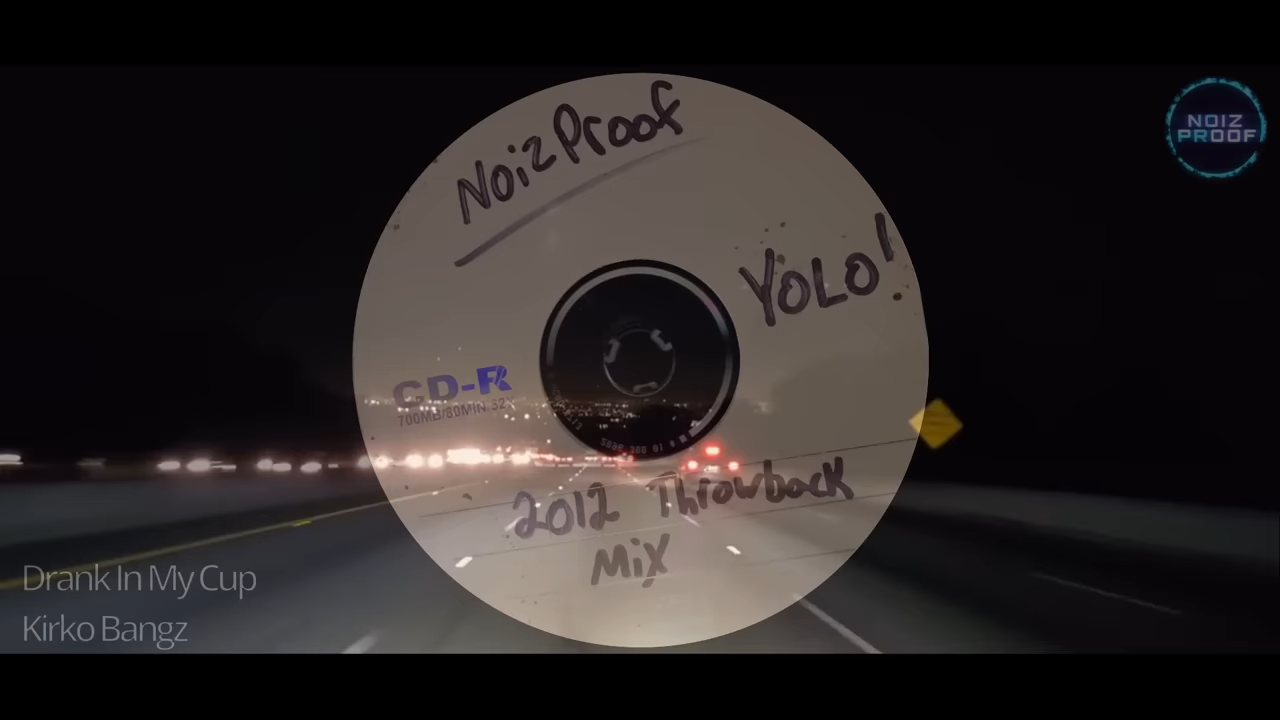 NoizProof
NOIZ
PROOF
YOLO!
CD-R
700MB/80MIN 52X
2012 Throwback
Mix
Drank In My Cup
Kirko Bangz